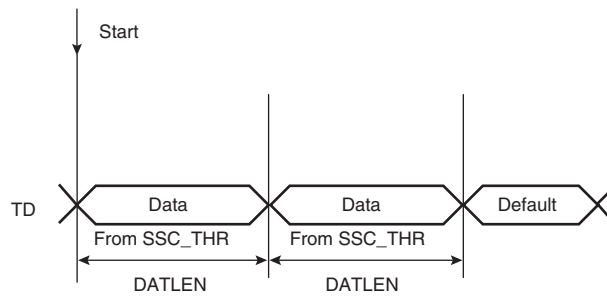 Start
TD
Data
Data
Default
From SSC_THR
From SSC_THR
DATLEN
DATLEN